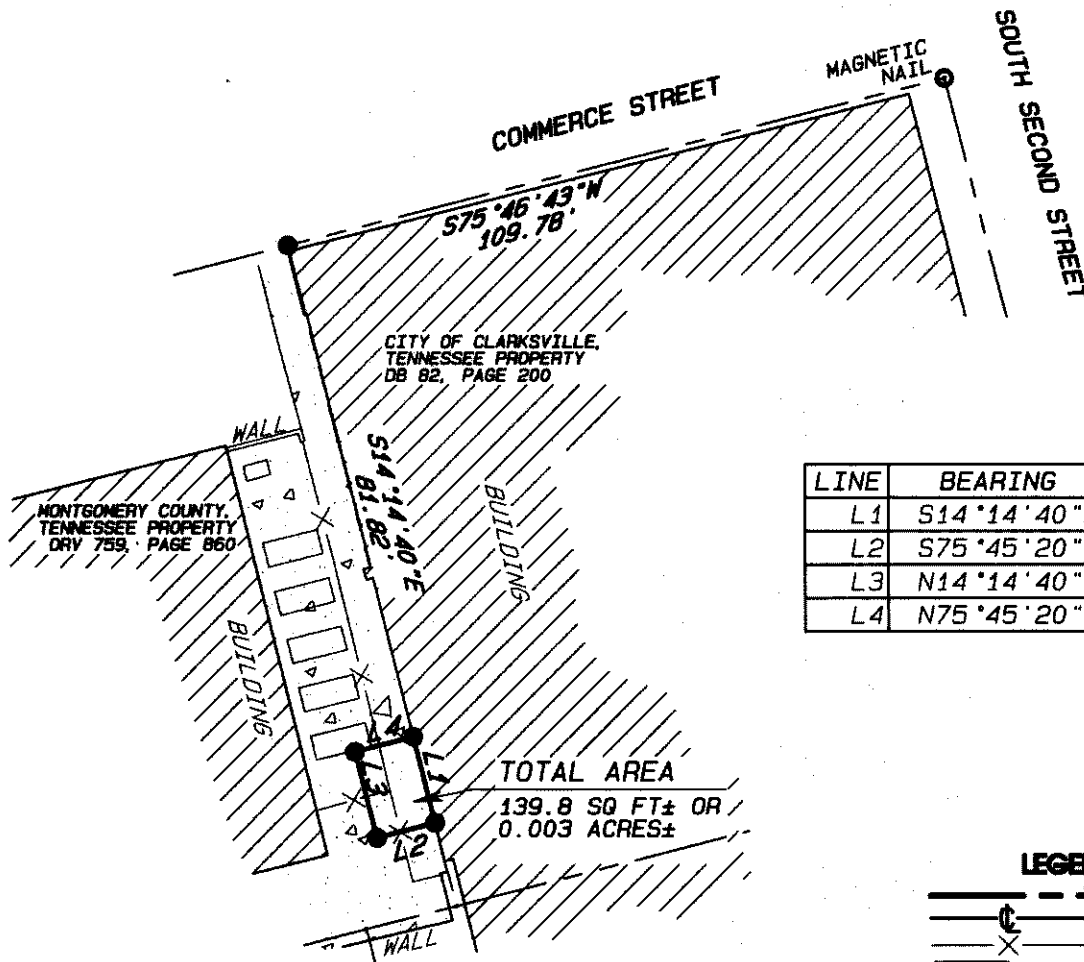 SOUTH SECOND STREET
MAGNETIC
NAIL
COMMERCE STREET
S75°46'43"W
109.78'
CITY OF CLARKSVILLE,
TENNESSEE PROPERTY
DB 82, PAGE 200
WALL
S14°14'40"E
81.82'
MONTGOMERY COUNTY,
TENNESSEE PROPERTY
ORV 759, PAGE 860
BUILDING
BUILDING
LINE BEARING
L1 S14°14'40"
L2 S75°45'20"
L3 N14°14'40"
L4 N75°45'20"
L4
L1
L3
L2
TOTAL AREA
139.8 SQ FT± OR
0.003 ACRES±
WALL
LEGE